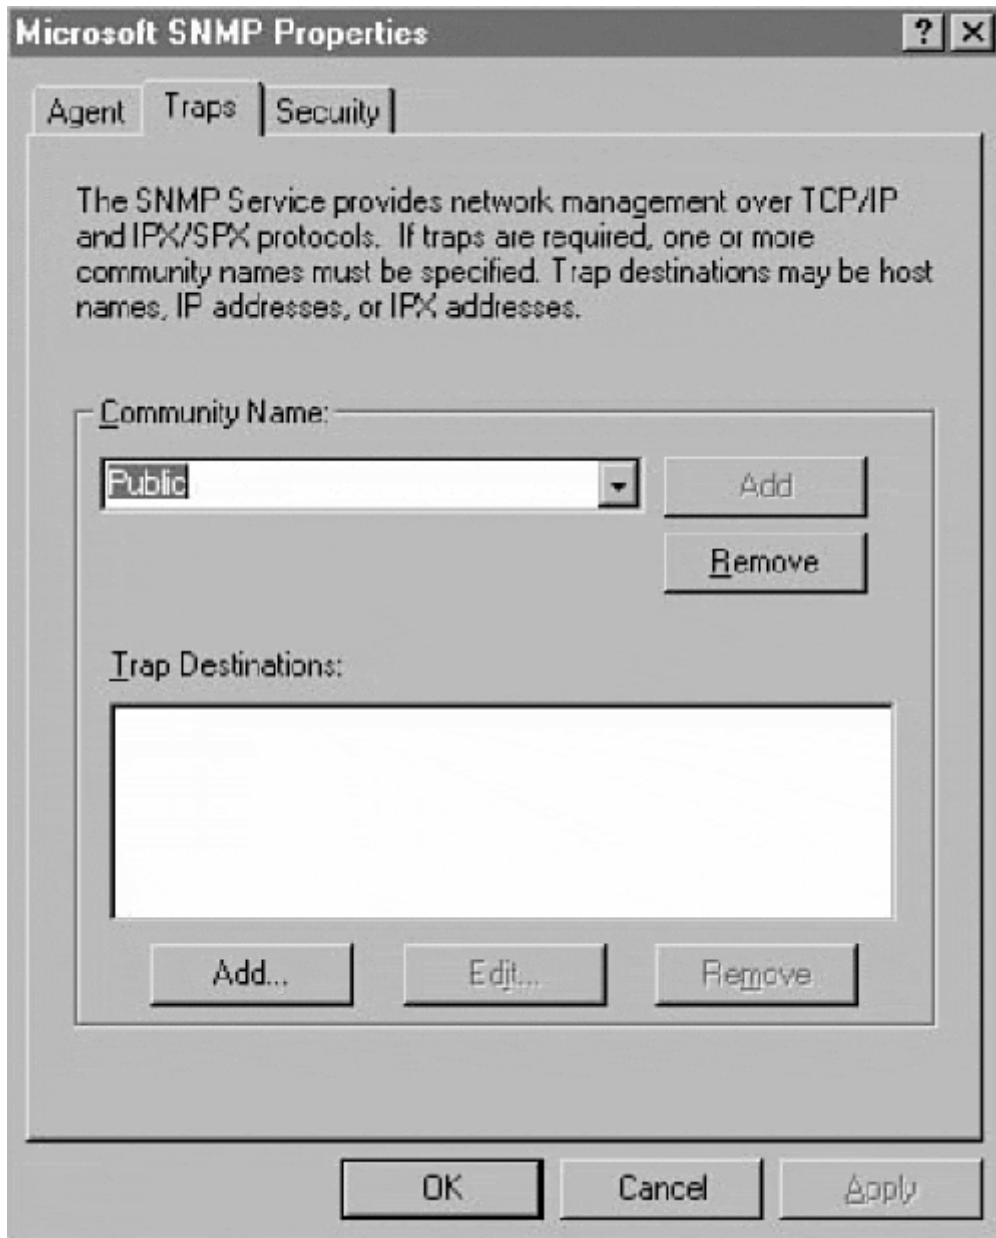 Microsoft SNMP Properties
?
Agent Traps Security
The SNMP Service provides network management over TCP/IP
and IPX/SPX protocols. If traps are required, one or more
community names must be specified. Trap destinations may be host
names, IP addresses, or IPX addresses.
Community Name:
Public
Add
Remove
Trap Destinations:
Add... Edit... Remove
OK Cancel Apply